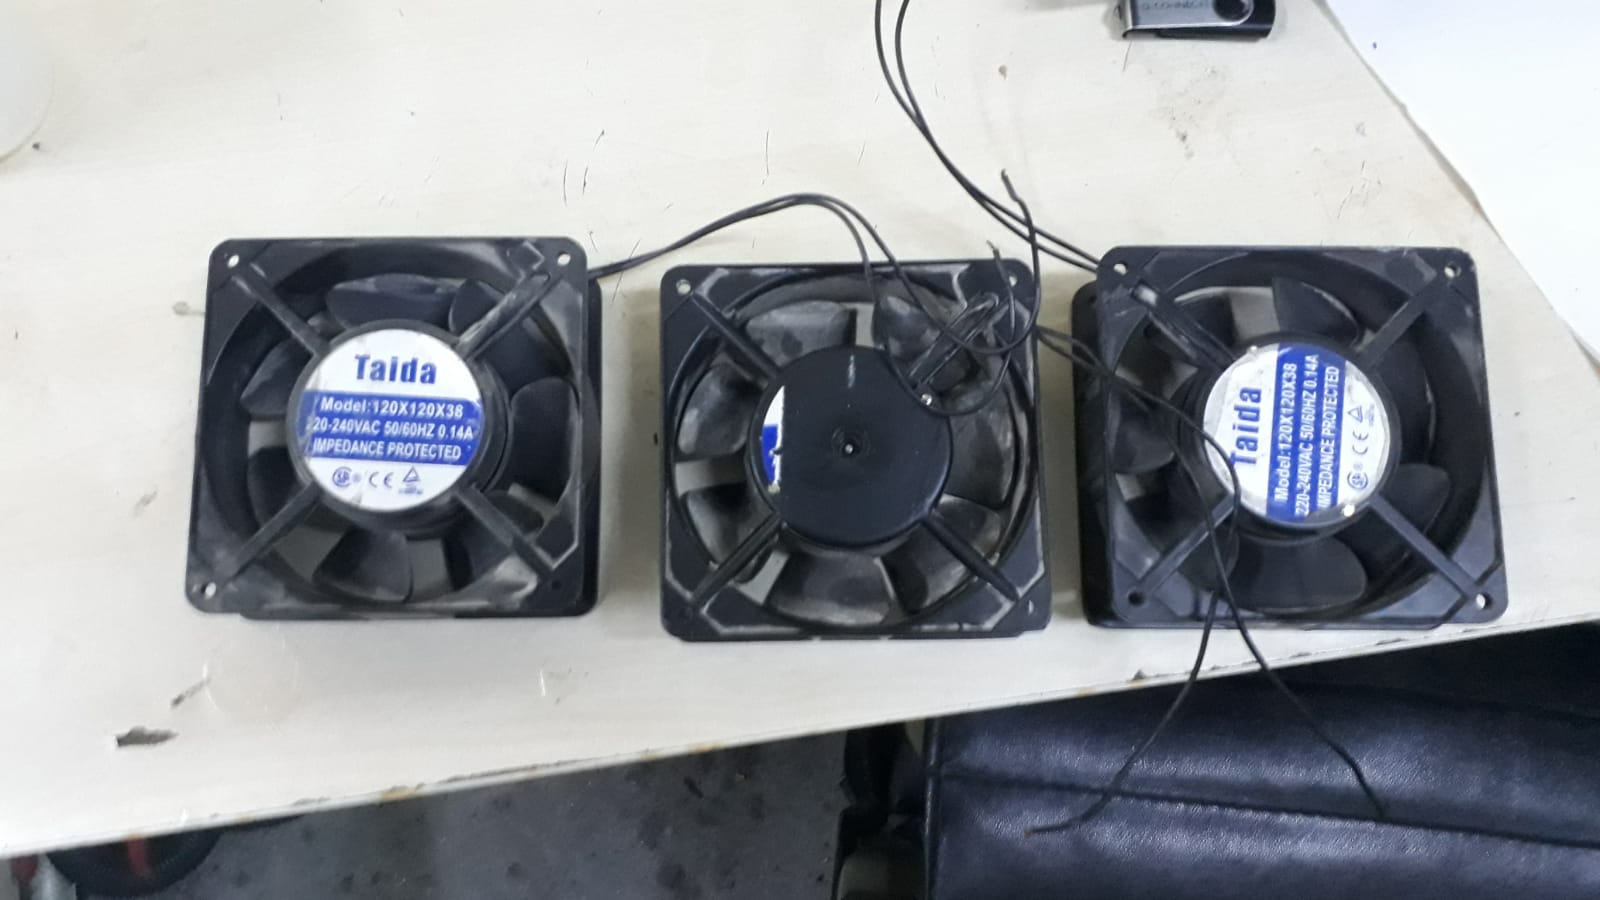 Taida
Model:120X120X38
220-240VAC 50/60HZ 0.14A
IMPEDANCE PROTECTED
CE
Taida
Model:120X120X38
220-240VAC 50/60HZ 0.14A
IMPEDANCE PROTECTED
CE